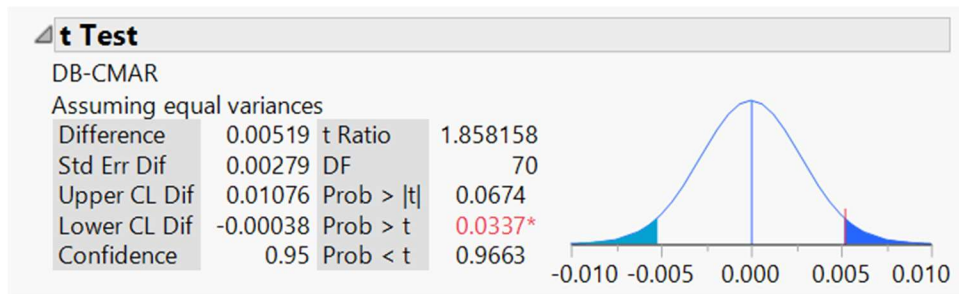 t Test
DB-CMAR
Assuming equal variances
Difference 0.00519 t Ratio 1.858158
Std Err Dif 0.00279 DF 70
Upper CL Dif 0.01076 Prob > |t| 0.0674
Lower CL Dif -0.00038 Prob > t 0.0337*
Confidence 0.95 Prob < t 0.9663
-0.010 -0.005 0.000 0.005 0.010